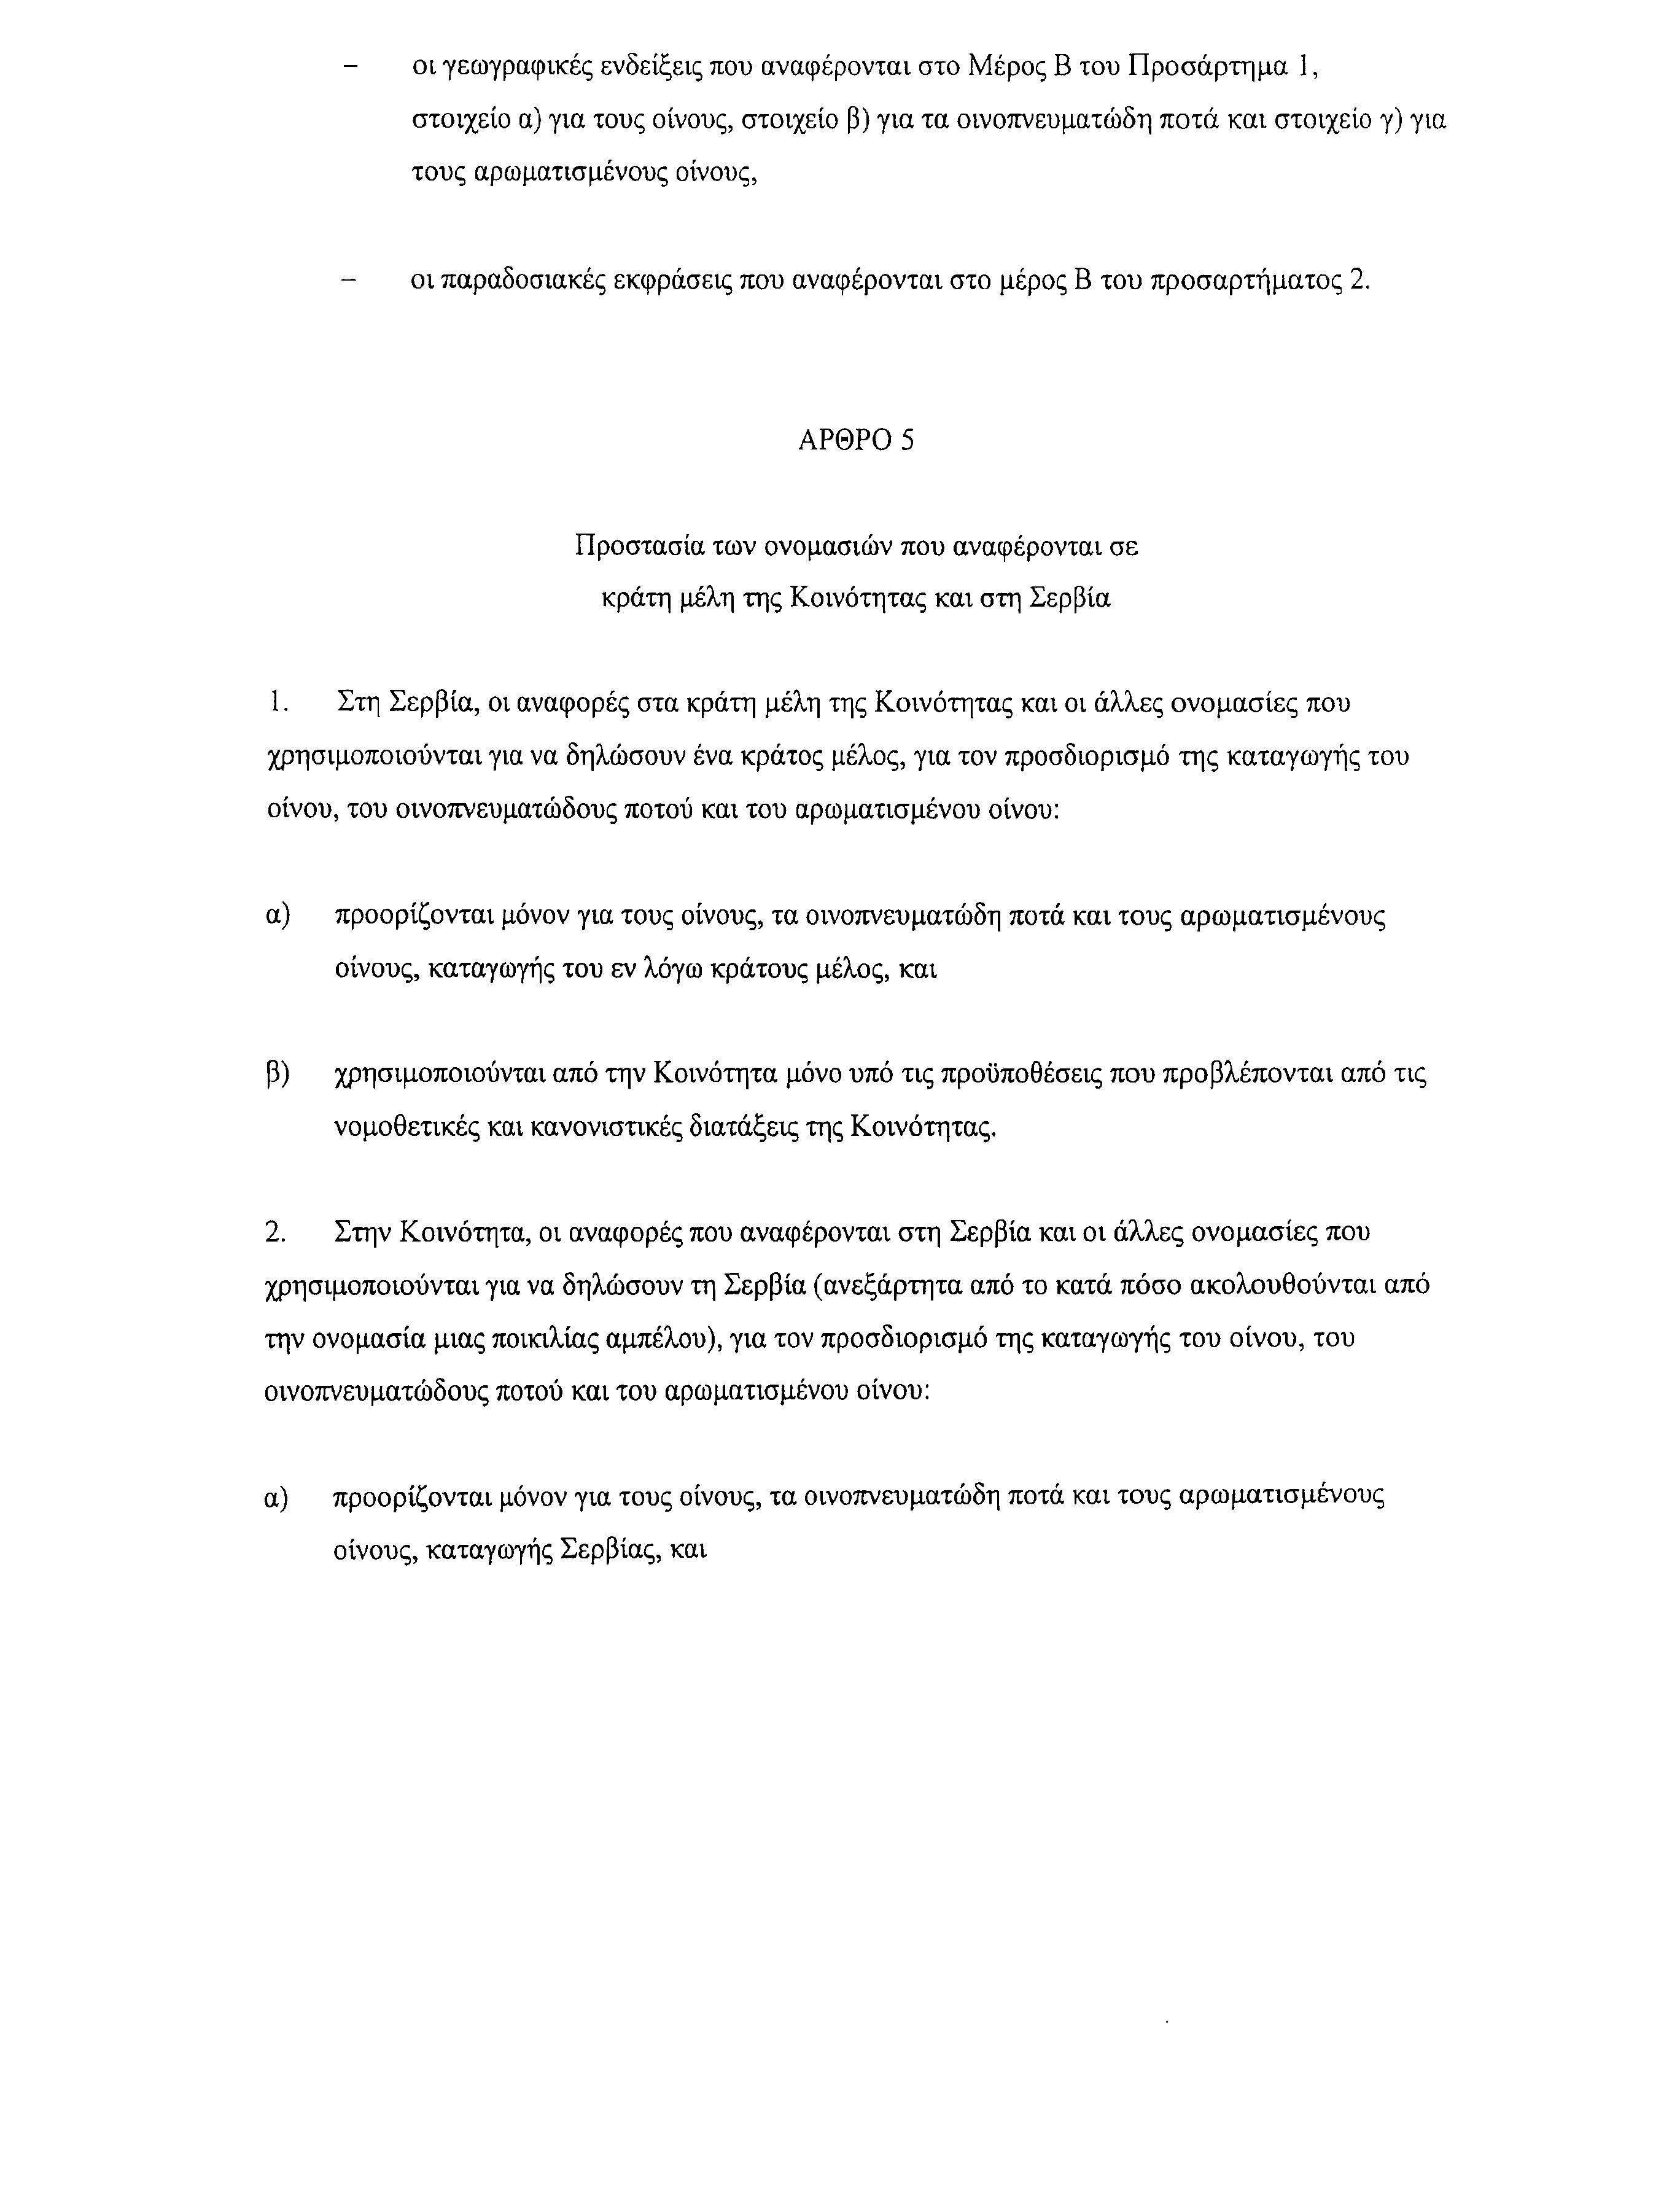 – οι γεωγραφικές ενδείξεις που αναφέρονται στο Μέρος Β του Προσάρτημα 1,
στοιχείο α) για τους οίνους, στοιχείο β) για τα οινοπνευματώδη ποτά και στοιχείο γ) για
τους αρωματισμένους οίνους,
– οι παραδοσιακές εκφράσεις που αναφέρονται στο μέρος Β του προσαρτήματος 2.
ΑΡΘΡΟ 5
Προστασία των ονομασιών που αναφέρονται σε
κράτη μέλη της Κοινότητας και στη Σερβία
1. Στη Σερβία, οι αναφορές στα κράτη μέλη της Κοινότητας και οι άλλες ονομασίες που
χρησιμοποιούνται για να δηλώσουν ένα κράτος μέλος, για τον προσδιορισμό της καταγωγής του
οίνου, του οινοπνευματώδους ποτού και του αρωματισμένου οίνου:
α) προορίζονται μόνον για τους οίνους, τα οινοπνευματώδη ποτά και τους αρωματισμένους
οίνους, καταγωγής του εν λόγω κράτους μέλος, και
β) χρησιμοποιούνται από την Κοινότητα μόνο υπό τις προϋποθέσεις που προβλέπονται από τις
νομοθετικές και κανονιστικές διατάξεις της Κοινότητας.
2. Στην Κοινότητα, οι αναφορές που αναφέρονται στη Σερβία και οι άλλες ονομασίες που
χρησιμοποιούνται για να δηλώσουν τη Σερβία (ανεξάρτητα από το κατά πόσο ακολουθούνται από
την ονομασία μιας ποικιλίας αμπέλου), για τον προσδιορισμό της καταγωγής του οίνου, του
οινοπνευματώδους ποτού και του αρωματισμένου οίνου:
α) προορίζονται μόνον για τους οίνους, τα οινοπνευματώδη ποτά και τους αρωματισμένους
οίνους, καταγωγής Σερβίας, και